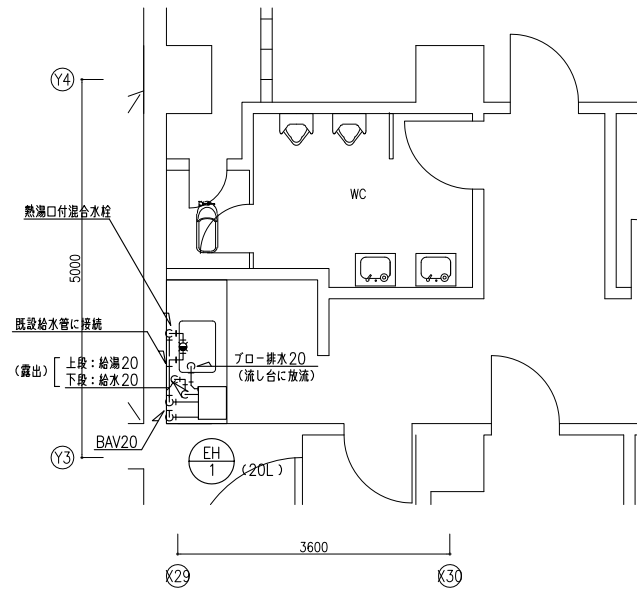 Y4
WC
熱湯口付混合水栓
5000
既設給水管に接続
(露出)
上段：給湯20
下段：給水20
ブロー排水20
(流し台に放流)
BAV20
Y3
EH
1
(20L)
3600
X29
X30